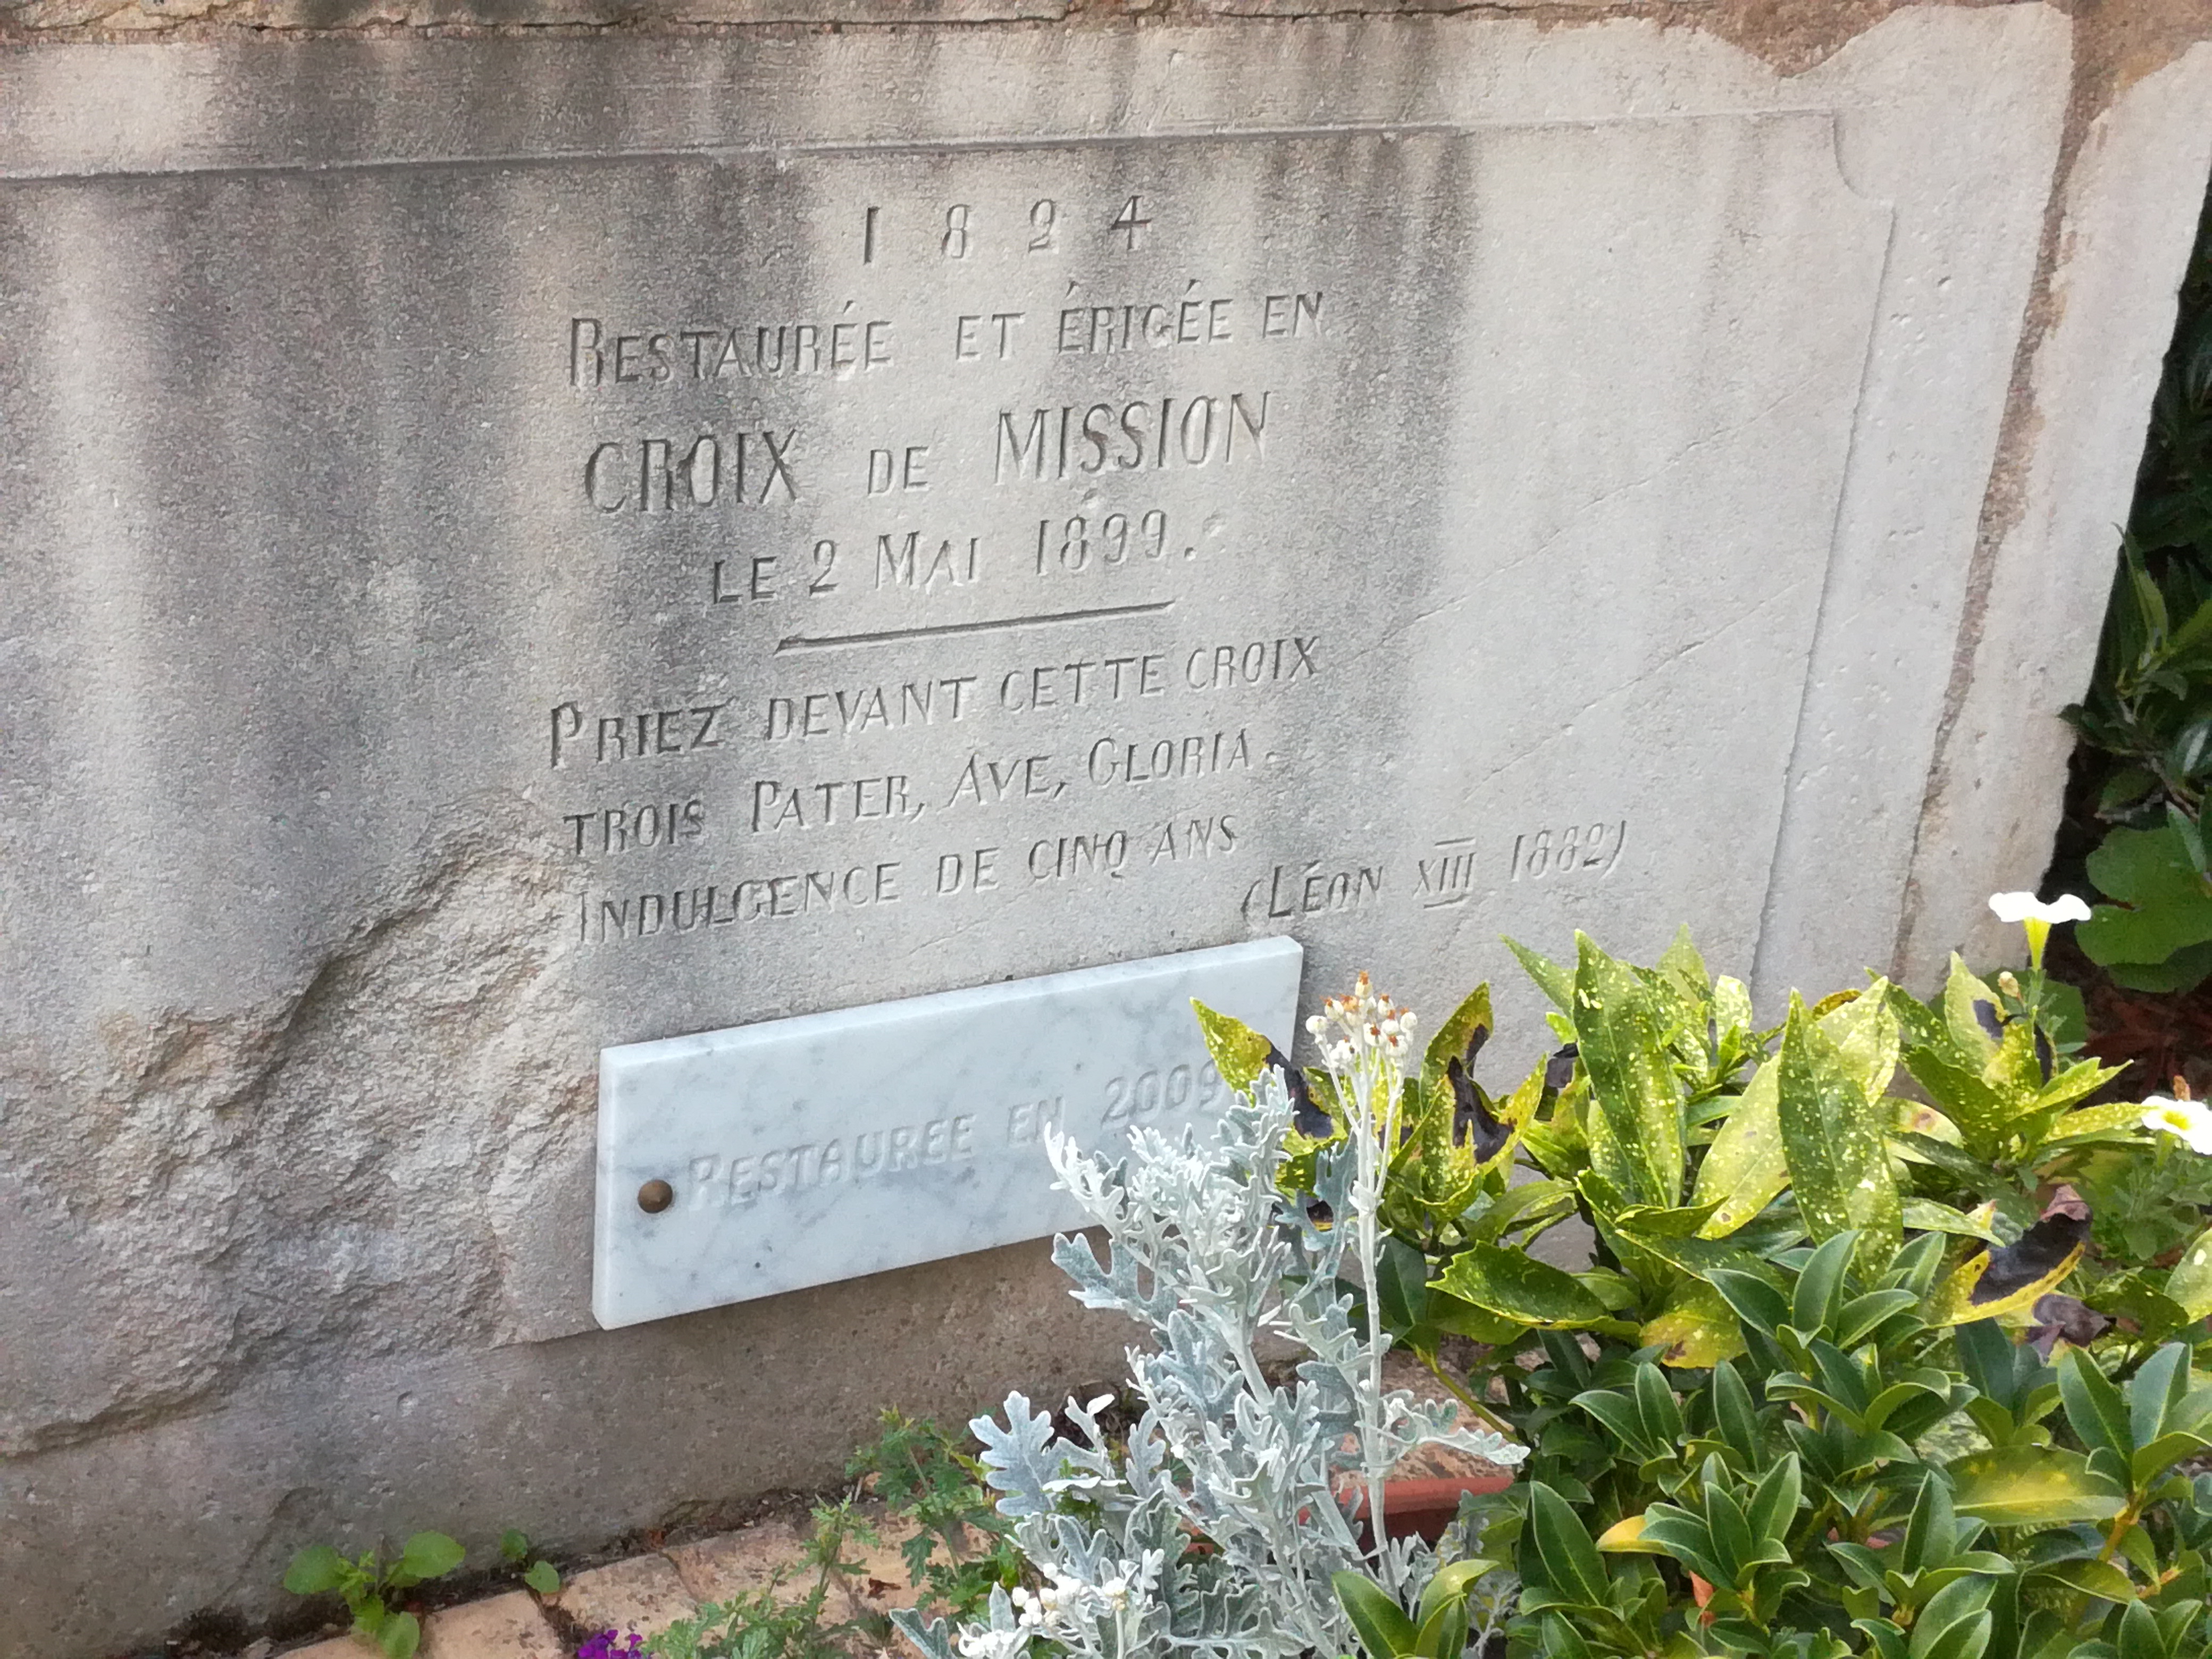 1824
RESTAURÉE ET ÉRIGÉE EN
CROIX DE MISSION
LE 2 MAI 1899.
PRIEZ DEVANT CETTE CROIX
TROIS PATER, AVE, GLORIA.
INDULGENCE DE CINQ ANS
(LÉON XIII 1882)
RESTAUREE EN 2009